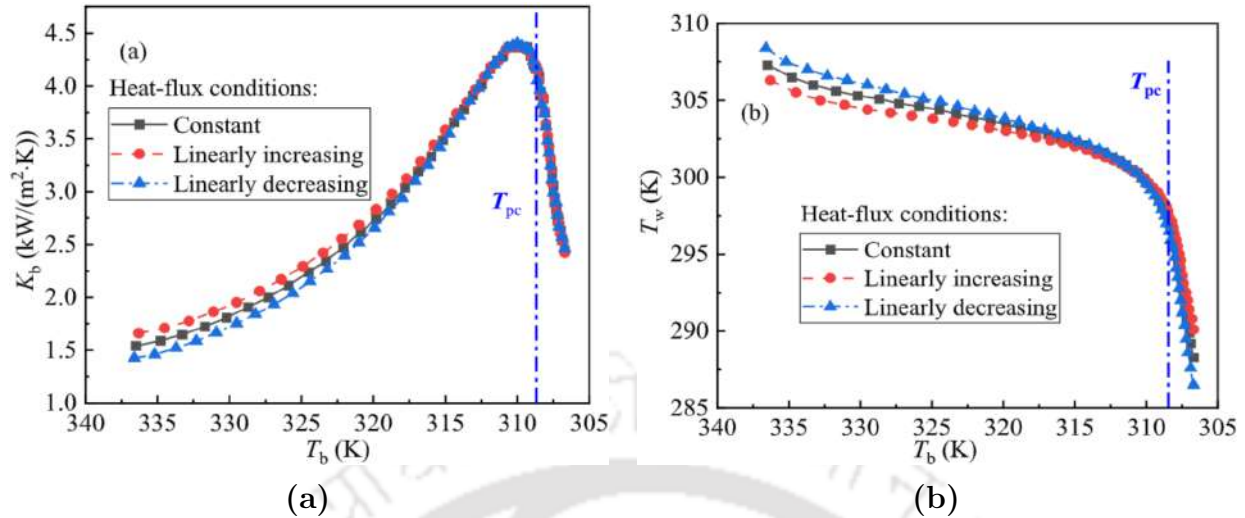 (a)
Heat-flux conditions:
Constant
Linearly increasing
Linearly decreasing
T_pc
K_b (kW/(m²·K)
4.5
4.0
3.5
3.0
2.5
2.0
1.5
1.0
340 335 330 325 320 315 310 305
T_b (K)
(a)
T_pc
(b)
Heat-flux conditions:
Constant
Linearly increasing
Linearly decreasing
T_w (K)
310
305
300
295
290
285
340 335 330 325 320 315 310 305
T_b (K)
(b)